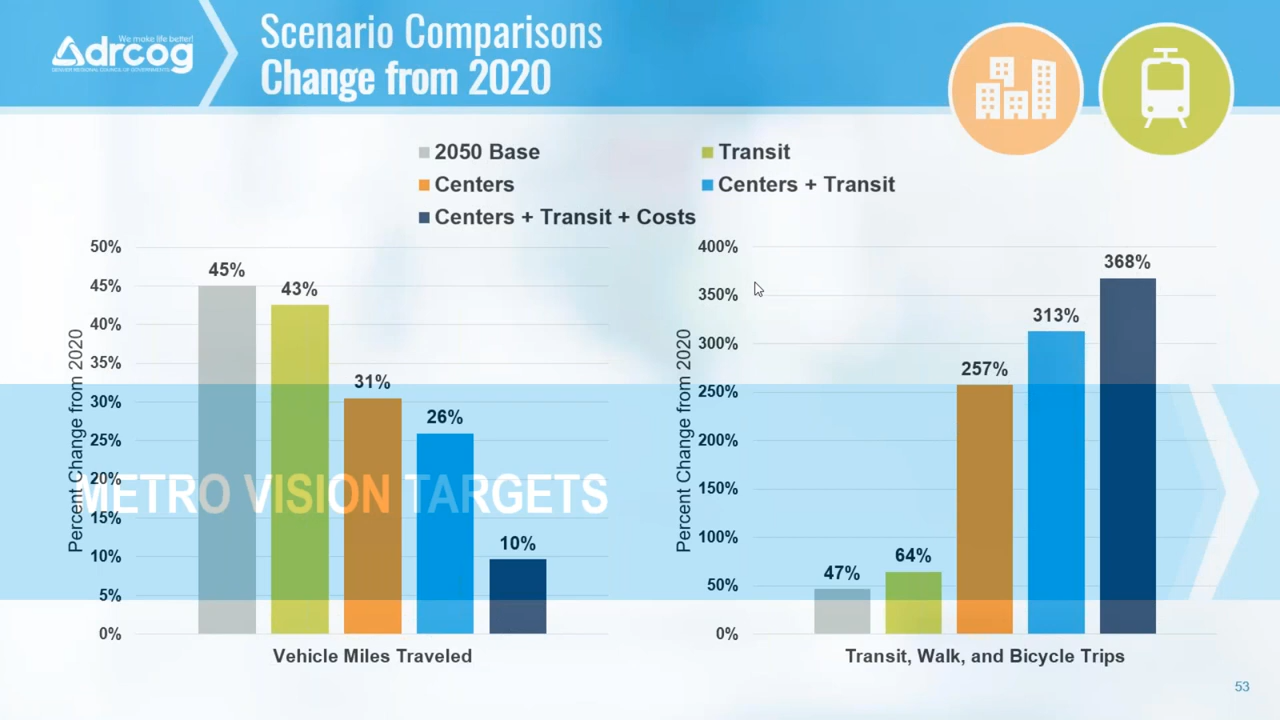 We make life better!
drcog
DENVER REGIONAL COUNCIL OF GOVERNMENTS
Scenario Comparisons
Change from 2020
2050 Base
Transit
Centers
Centers + Transit
Centers + Transit + Costs
Percent Change from 2020
50%
45%
40%
35%
30%
25%
20%
15%
10%
5%
0%
45%
43%
31%
26%
10%
Vehicle Miles Traveled
Percent Change from 2020
400%
350%
300%
250%
200%
150%
100%
50%
0%
47%
64%
257%
313%
368%
Transit, Walk, and Bicycle Trips
METRO VISION TARGETS
53